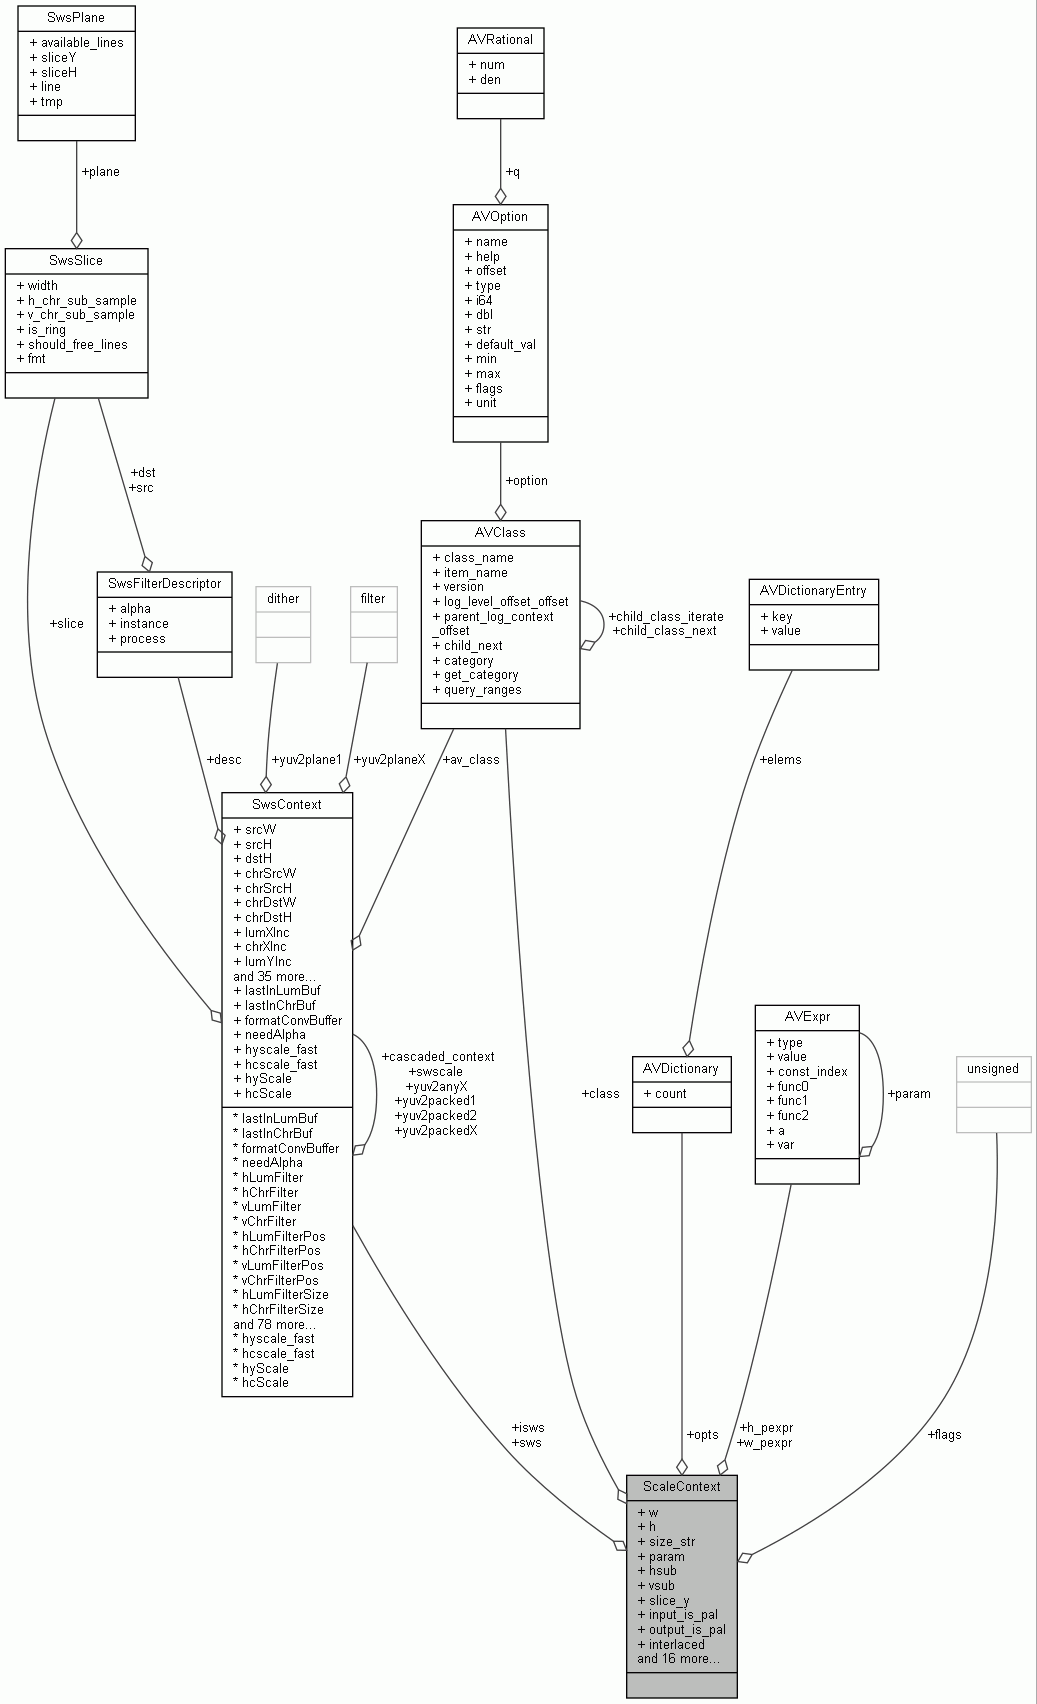 SwsPlane
+ available_lines
+ sliceY
+ sliceH
+ line
+ tmp
AVRational
+ num
+ den
+plane
+q
SwsSlice
+ width
+ h_chr_sub_sample
+ v_chr_sub_sample
+ is_ring
+ should_free_lines
+ fmt
AVOption
+ name
+ help
+ offset
+ type
+ i64
+ dbl
+ str
+ default_val
+ min
+ max
+ flags
+ unit
+dst
+src
+option
AVClass
+ class_name
+ item_name
+ version
+ log_level_offset_offset
+ parent_log_context
_offset
+ child_next
+ category
+ get_category
+ query_ranges
+child_class_iterate
+child_class_next
SwsFilterDescriptor
+ alpha
+ instance
+ process
dither
filter
AVDictionaryEntry
+ key
+ value
+slice
+desc
+yuv2plane1
+yuv2planeX
+av_class
+elems
SwsContext
+ srcW
+ srcH
+ dstH
+ chrSrcW
+ chrSrcH
+ chrDstW
+ chrDstH
+ lumXInc
+ chrXInc
+ lumYInc
and 35 more...
+ lastInLumBuf
+ lastInChrBuf
+ formatConvBuffer
+ needAlpha
+ hyscale_fast
+ hcscale_fast
+ hyScale
+ hcScale
* lastInLumBuf
* lastInChrBuf
* formatConvBuffer
* needAlpha
* hLumFilter
* hChrFilter
* vLumFilter
* vChrFilter
* hLumFilterPos
* hChrFilterPos
* vLumFilterPos
* vChrFilterPos
* hLumFilterSize
* hChrFilterSize
and 78 more...
* hyscale_fast
* hcscale_fast
* hyScale
* hcScale
+cascaded_context
+swscale
+yuv2anyX
+yuv2packed1
+yuv2packed2
+yuv2packedX
+class
AVDictionary
+ count
AVExpr
+ type
+ value
+ const_index
+ func0
+ func1
+ func2
+ a
+ var
+param
unsigned
+isws
+sws
+opts
+h_pexpr
+w_pexpr
+flags
ScaleContext
+ w
+ h
+ size_str
+ param
+ hsub
+ vsub
+ slice_y
+ input_is_pal
+ output_is_pal
+ interlaced
and 16 more...